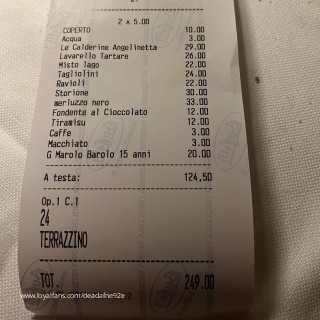 2 x 5.00
COPERTO 10.00
Acqua 3.00
Le Calderine Angelinetta 29.00
Lavarello Tartare 26.00
Misto lago 22.00
Tagliolini 24.00
Ravioli 22.00
Storione 30.00
merluzzo nero 33.00
Fondente al Cioccolato 12.00
Tiramisu 12.00
Caffe 3.00
Macchiato 3.00
G Marolo Barolo 15 anni 20.00
A testa: 124,50
Op.1 C.1
24
TERRAZZINO
TOT. 249.00
www.loyalfans.com/deadafne92e